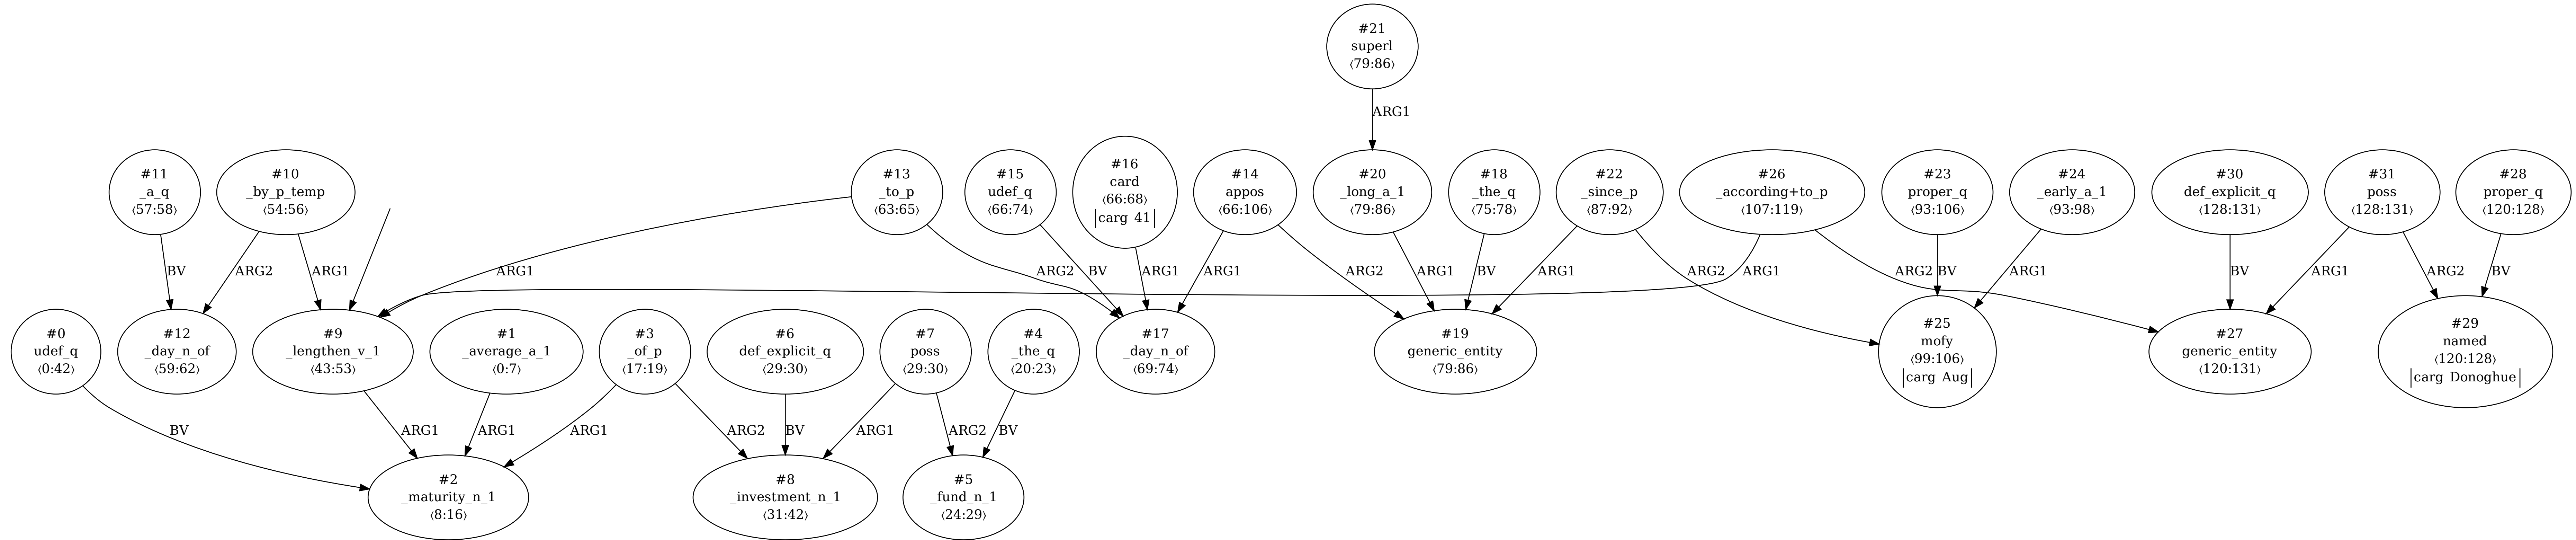 #21
superl
⟨79:86⟩
ARG1
#11
_a_q
⟨57:58⟩
#10
_by_p_temp
⟨54:56⟩
#13
_to_p
⟨63:65⟩
#15
udef_q
⟨66:74⟩
#16
card
⟨66:68⟩
|carg 41|
#14
appos
⟨66:106⟩
#20
_long_a_1
⟨79:86⟩
#18
_the_q
⟨75:78⟩
#22
_since_p
⟨87:92⟩
#26
_according+to_p
⟨107:119⟩
#23
proper_q
⟨93:106⟩
#24
_early_a_1
⟨93:98⟩
#30
def_explicit_q
⟨128:131⟩
#31
poss
⟨128:131⟩
#28
proper_q
⟨120:128⟩
BV
ARG2
ARG1
ARG1
ARG2
BV
ARG1
ARG1
ARG2
ARG1
BV
ARG1
ARG2
ARG1
ARG2
BV
ARG1
BV
ARG1
ARG2
BV
#0
udef_q
⟨0:42⟩
#12
_day_n_of
⟨59:62⟩
#9
_lengthen_v_1
⟨43:53⟩
#1
_average_a_1
⟨0:7⟩
#3
_of_p
⟨17:19⟩
#6
def_explicit_q
⟨29:30⟩
#7
poss
⟨29:30⟩
#4
_the_q
⟨20:23⟩
#17
_day_n_of
⟨69:74⟩
#19
generic_entity
⟨79:86⟩
#25
mofy
⟨99:106⟩
|carg Aug|
#27
generic_entity
⟨120:131⟩
#29
named
⟨120:128⟩
|carg Donoghue|
BV
ARG1
ARG1
ARG1
ARG2
BV
ARG1
ARG2
BV
#2
_maturity_n_1
⟨8:16⟩
#8
_investment_n_1
⟨31:42⟩
#5
_fund_n_1
⟨24:29⟩